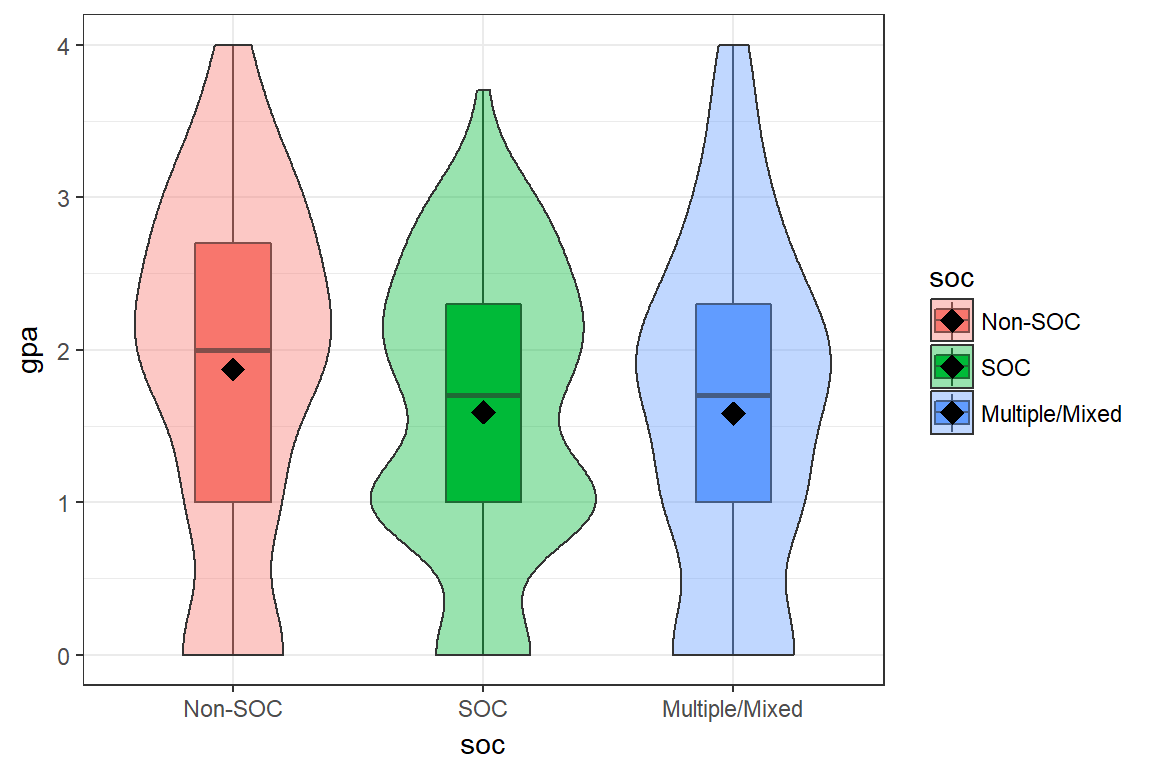 gpa
4
3
2
1
0
Non-SOC
SOC
Multiple/Mixed
soc
soc
Non-SOC
SOC
Multiple/Mixed